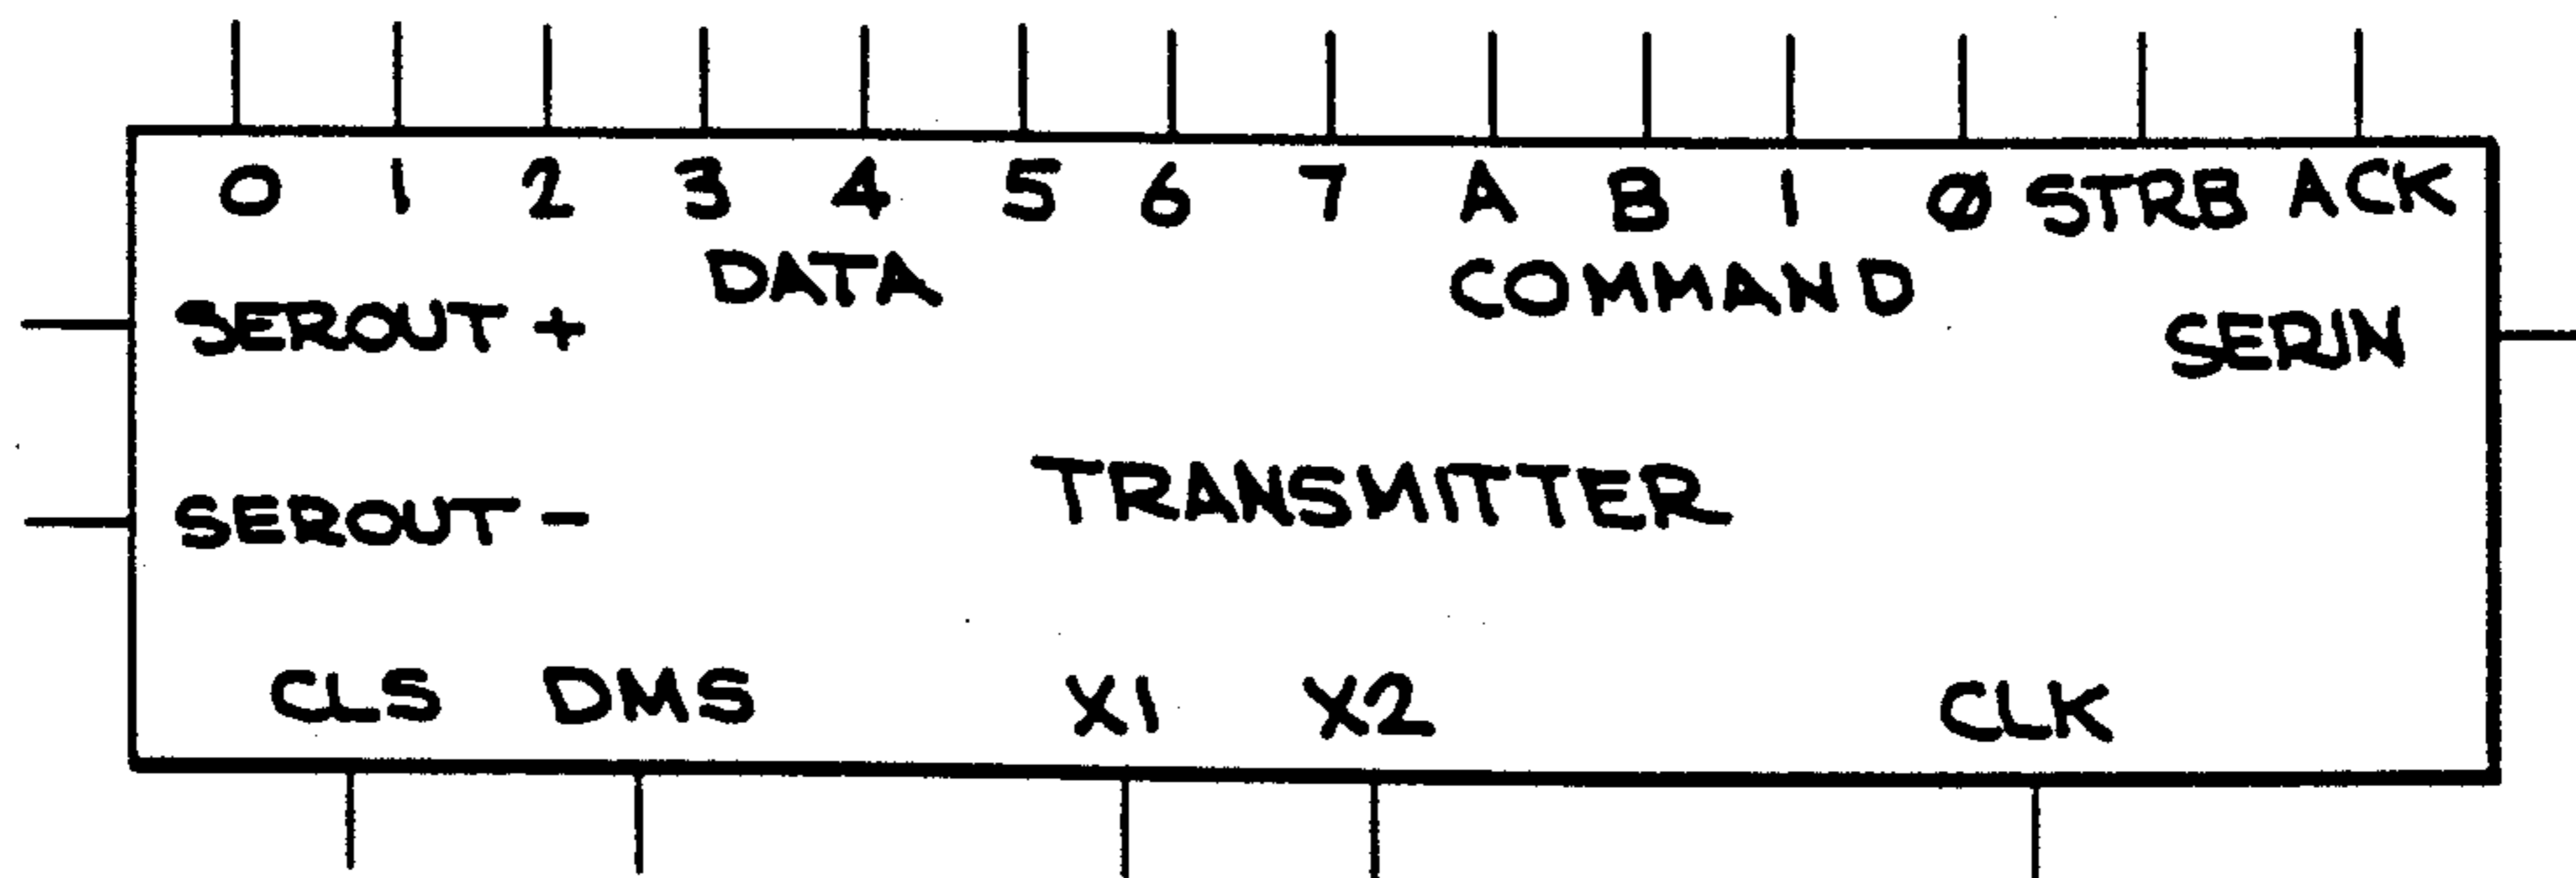 0 1 2 3 4 5 6 7 A B 1 Ø STRB ACK
DATA COMMAND
SEROUT + SERIN
SEROUT - TRANSMITTER
CLS DMS X1 X2 CLK